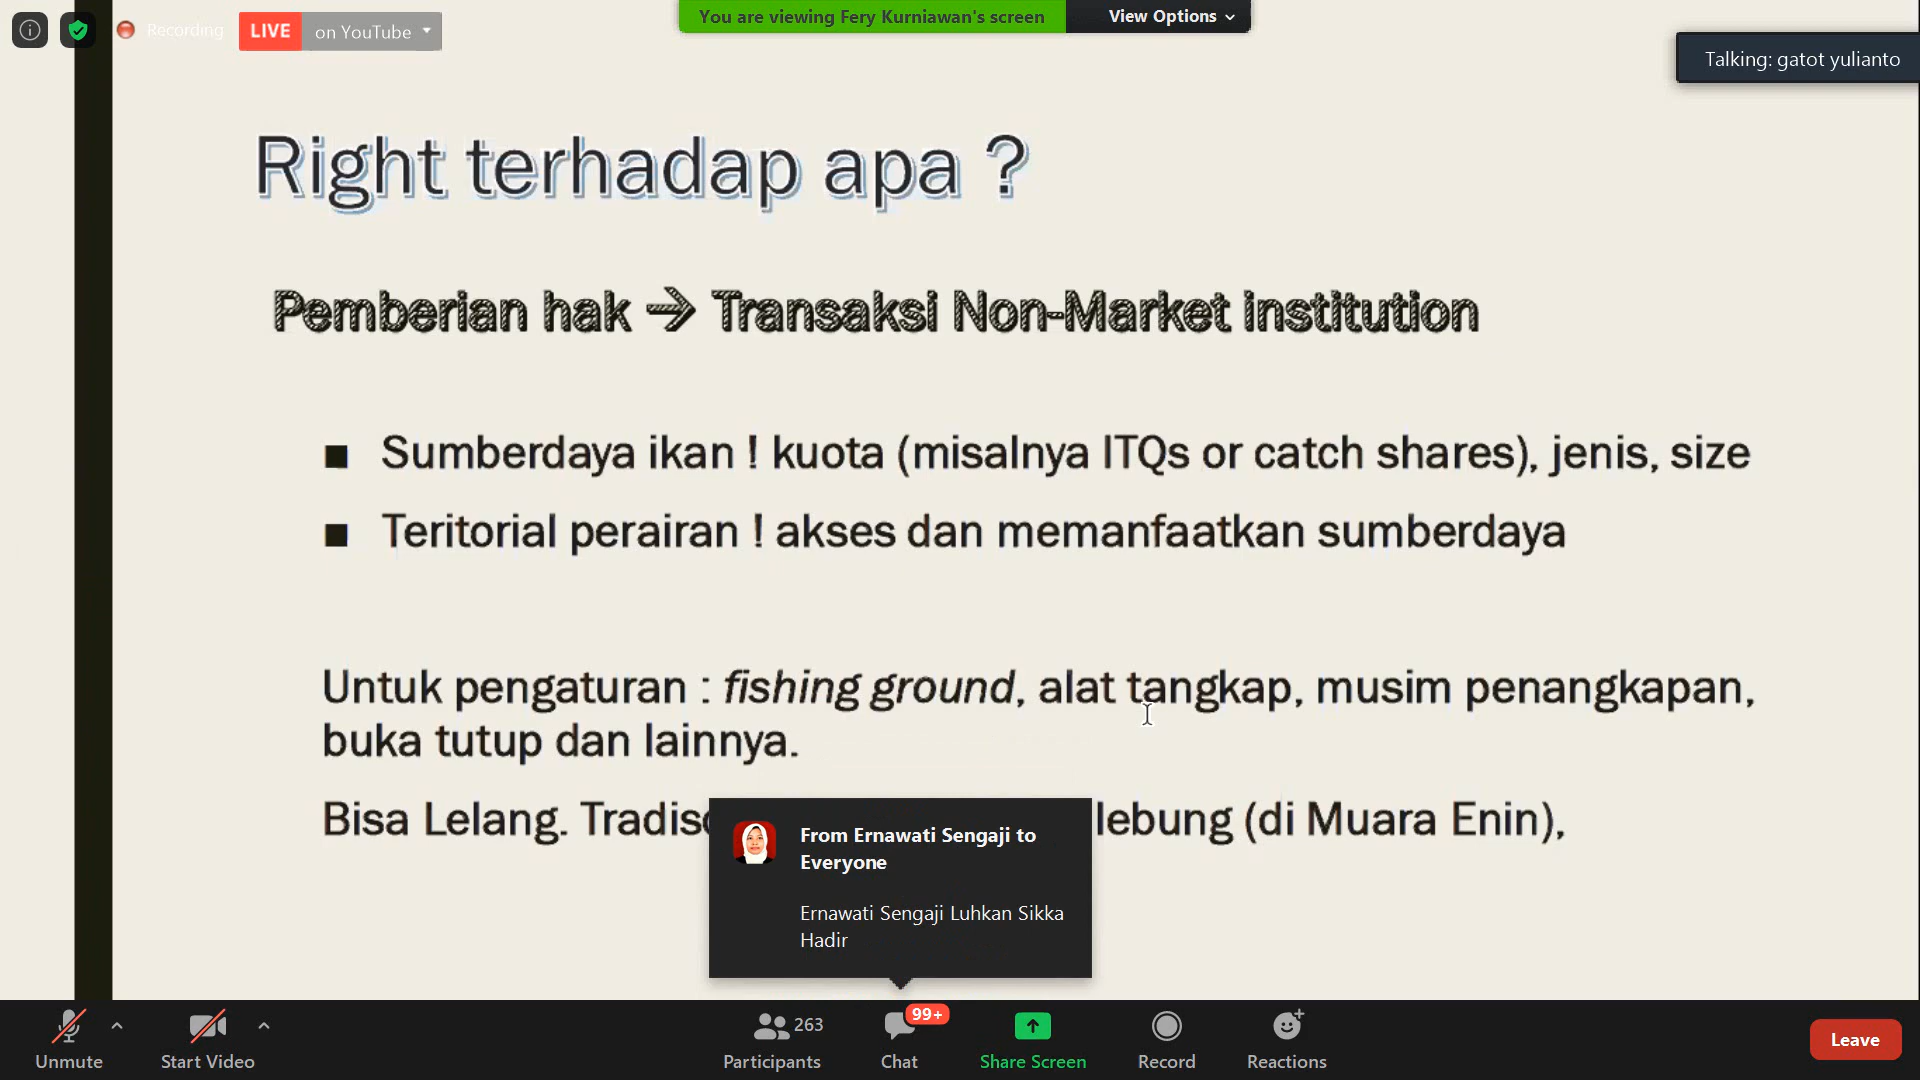 Recording
LIVE on YouTube
You are viewing Fery Kurniawan's screen
View Options
Talking: gatot yulianto
Right terhadap apa ?
Pemberian hak → Transaksi Non-Market institution
■ Sumberdaya ikan ! kuota (misalnya ITQs or catch shares), jenis, size
■ Teritorial perairan ! akses dan memanfaatkan sumberdaya
Untuk pengaturan : fishing ground, alat tangkap, musim penangkapan,
buka tutup dan lainnya.
Bisa Lelang. lebung (di Muara Enin),
From Ernawati Sengaji to
Everyone
Ernawati Sengaji Luhkan Sikka
Hadir
Unmute
Start Video
263
Participants
99+
Chat
Share Screen
Record
Reactions
Leave